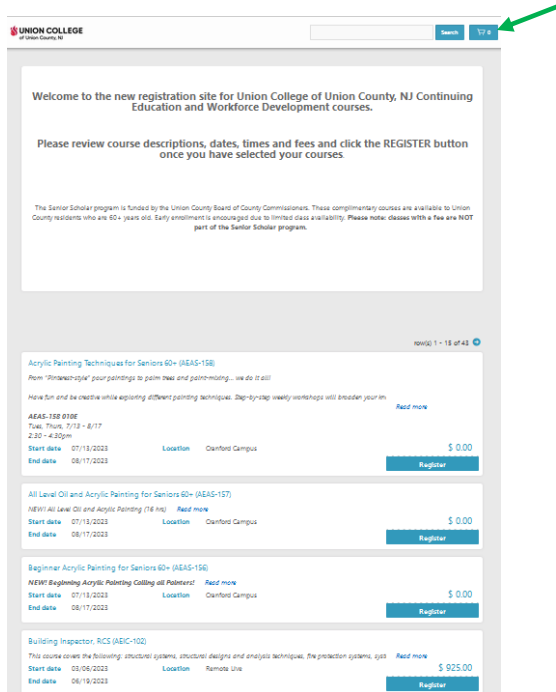 UNION COLLEGE
of Union County, NJ
Search
0
Welcome to the new registration site for Union College of Union County, NJ Continuing
Education and Workforce Development courses.
Please review course descriptions, dates, times and fees and click the REGISTER button
once you have selected your courses.
The Senior Scholar program is funded by the Union County Board of County Commissioners. These complimentary courses are available to Union
County residents who are 60+ years old. Early enrollment is encouraged due to limited class availability. Please note: classes with a fee are NOT
part of the Senior Scholar program.
row(s) 1 - 15 of 43
Acrylic Painting Techniques for Seniors 60+ (AEAS-158)
From "Pinterest-style" pour paintings to palm trees and paint-mixing... we do it all!
Have fun and be creative while exploring different painting techniques. Step-by-step weekly workshops will broaden your
Read more
AEAS-158 010E
Tues, Thurs, 7/13 - 8/17
2:30 - 4:30pm
Start date 07/13/2023 Location Cranford Campus $ 0.00
End date 08/17/2023 Register
All Level Oil and Acrylic Painting for Seniors 60+ (AEAS-157)
NEW! All Level Oil and Acrylic Painting (16 hrs) Read more
Start date 07/13/2023 Location Cranford Campus $ 0.00
End date 08/17/2023 Register
Beginner Acrylic Painting for Seniors 60+ (AEAS-156)
NEW! Beginning Acrylic Painting Calling all Painters! Read more
Start date 07/13/2023 Location Cranford Campus $ 0.00
End date 08/17/2023 Register
Building Inspector, RCS (AEIC-102)
This course covers the following: structural systems, structural designs and analysis techniques, fire protection systems, Read more
Start date 03/06/2023 Location Remote Live $ 925.00
End date 06/19/2023 Register